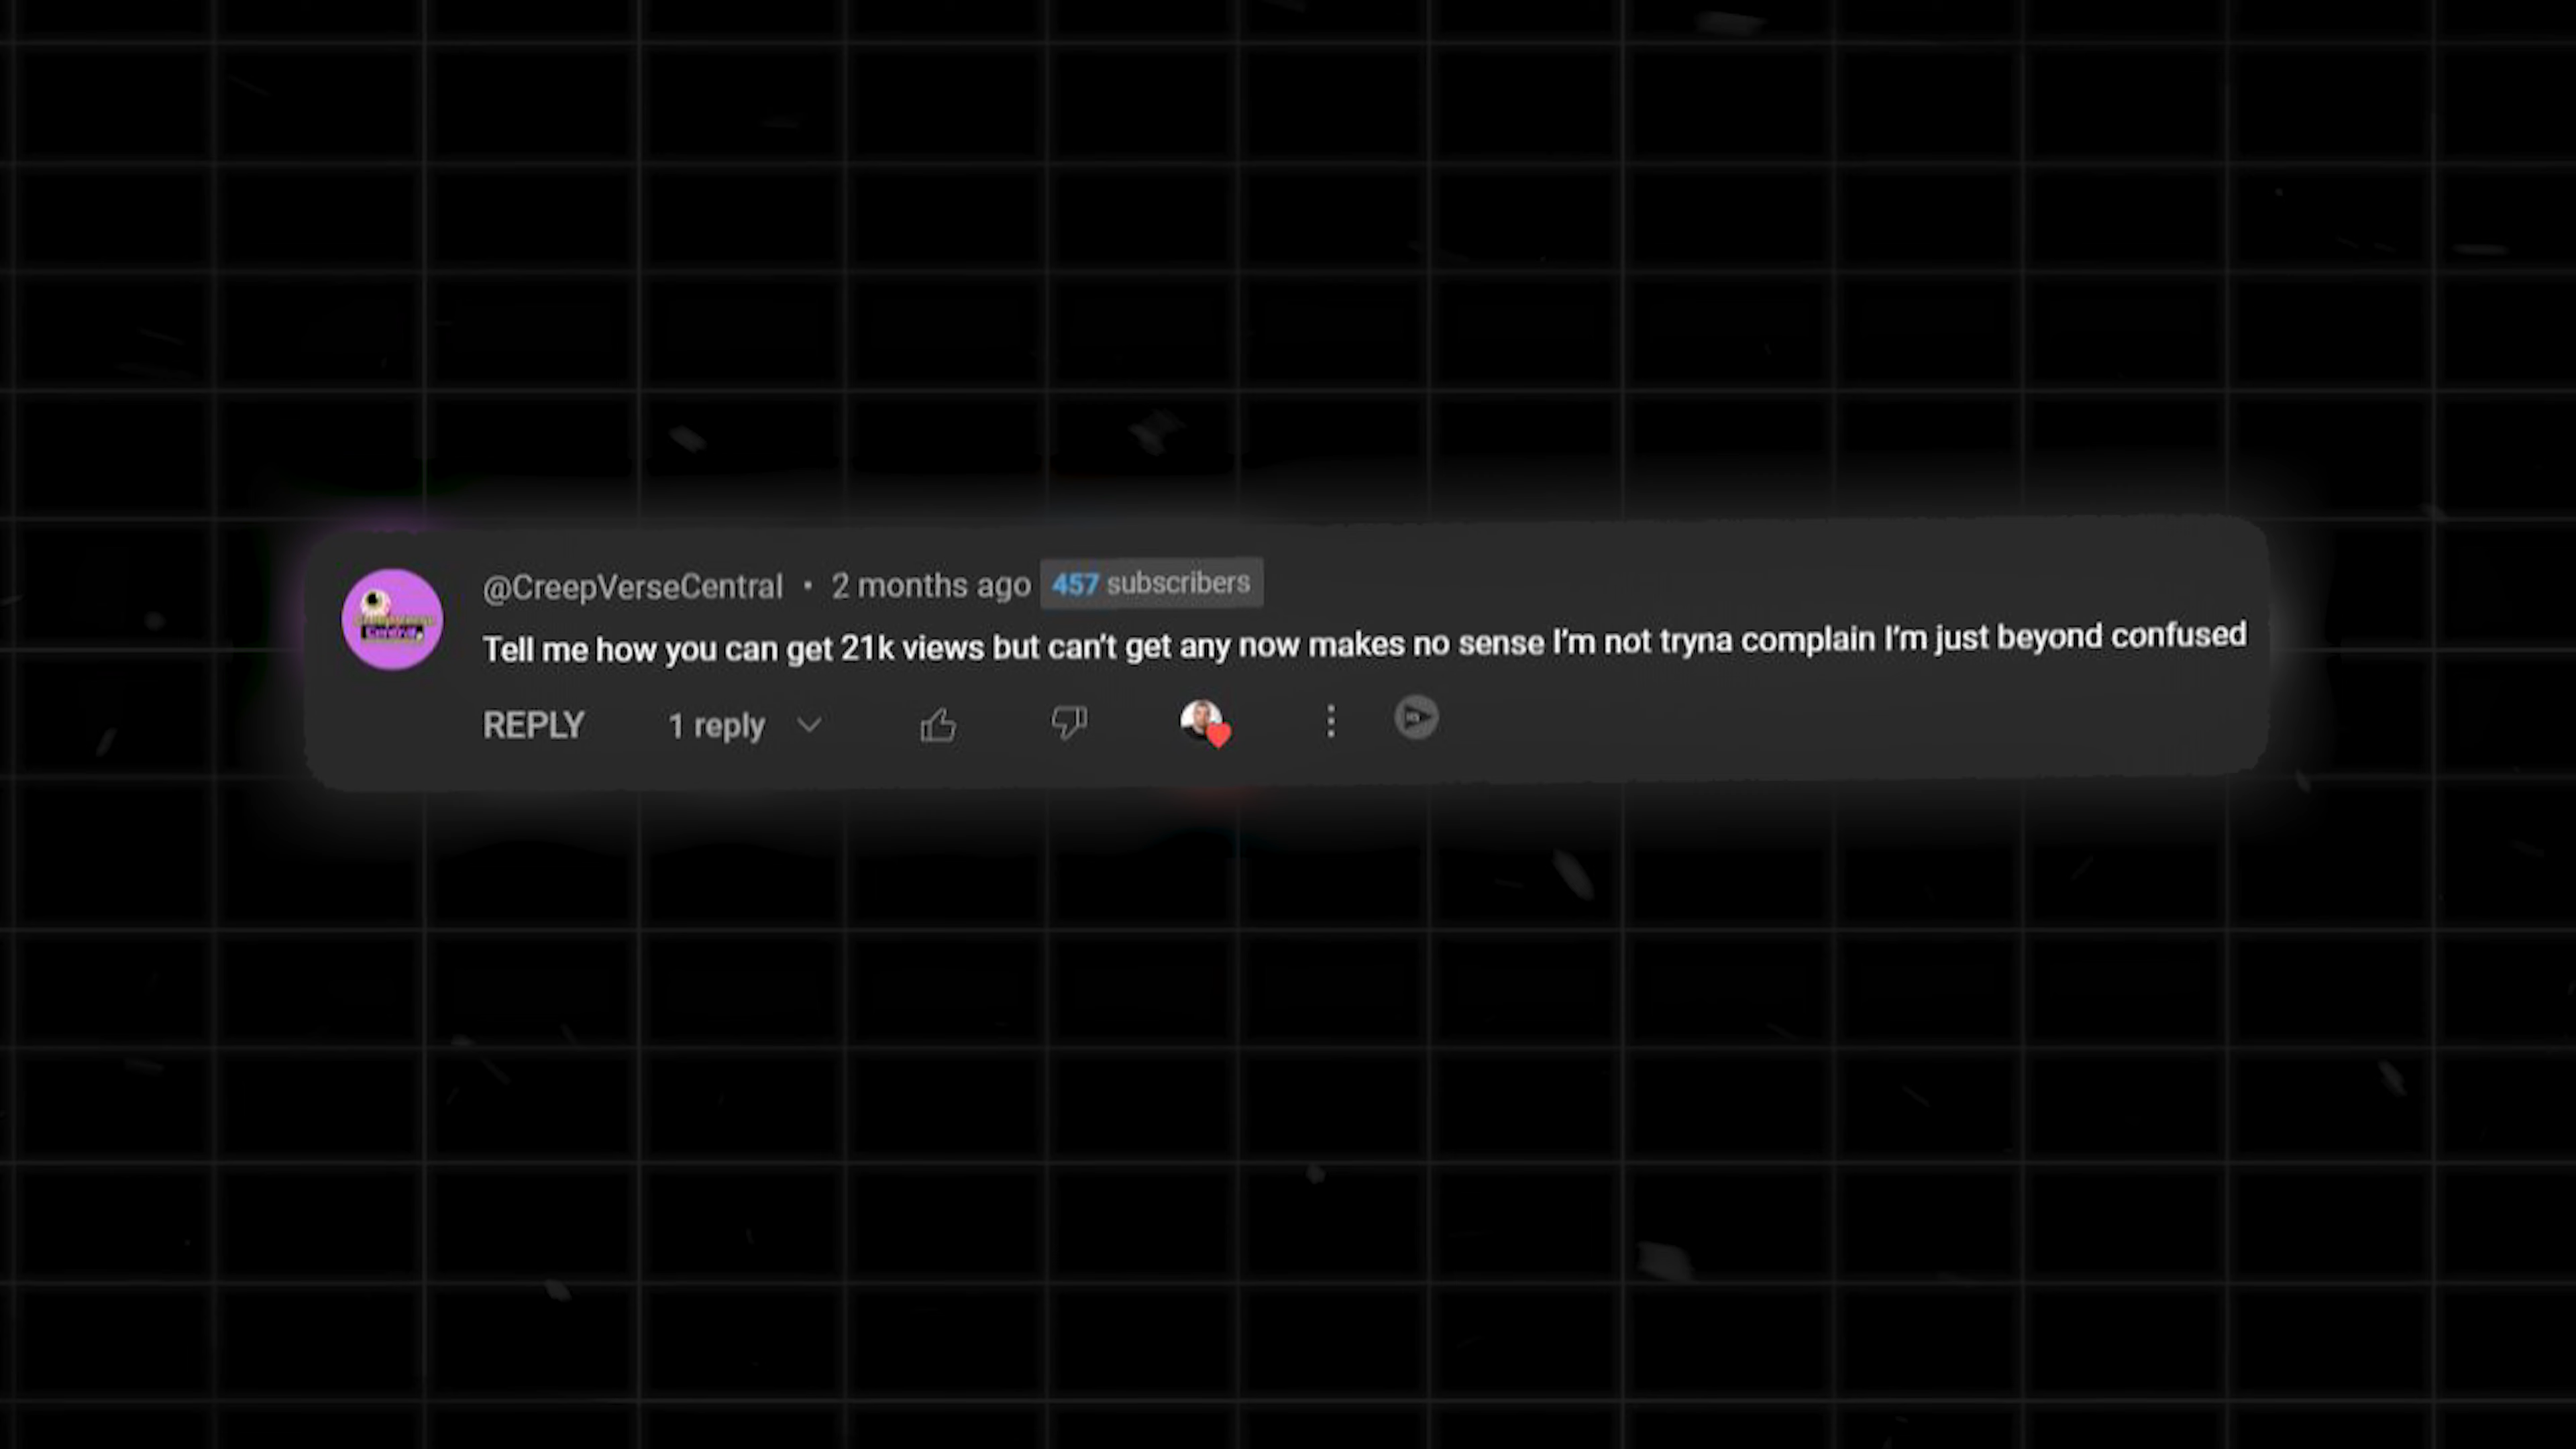 @CreepVerseCentral • 2 months ago 457 subscribers
Tell me how you can get 21k views but can't get any now makes no sense I'm not tryna complain I'm just beyond confused
REPLY 1 reply